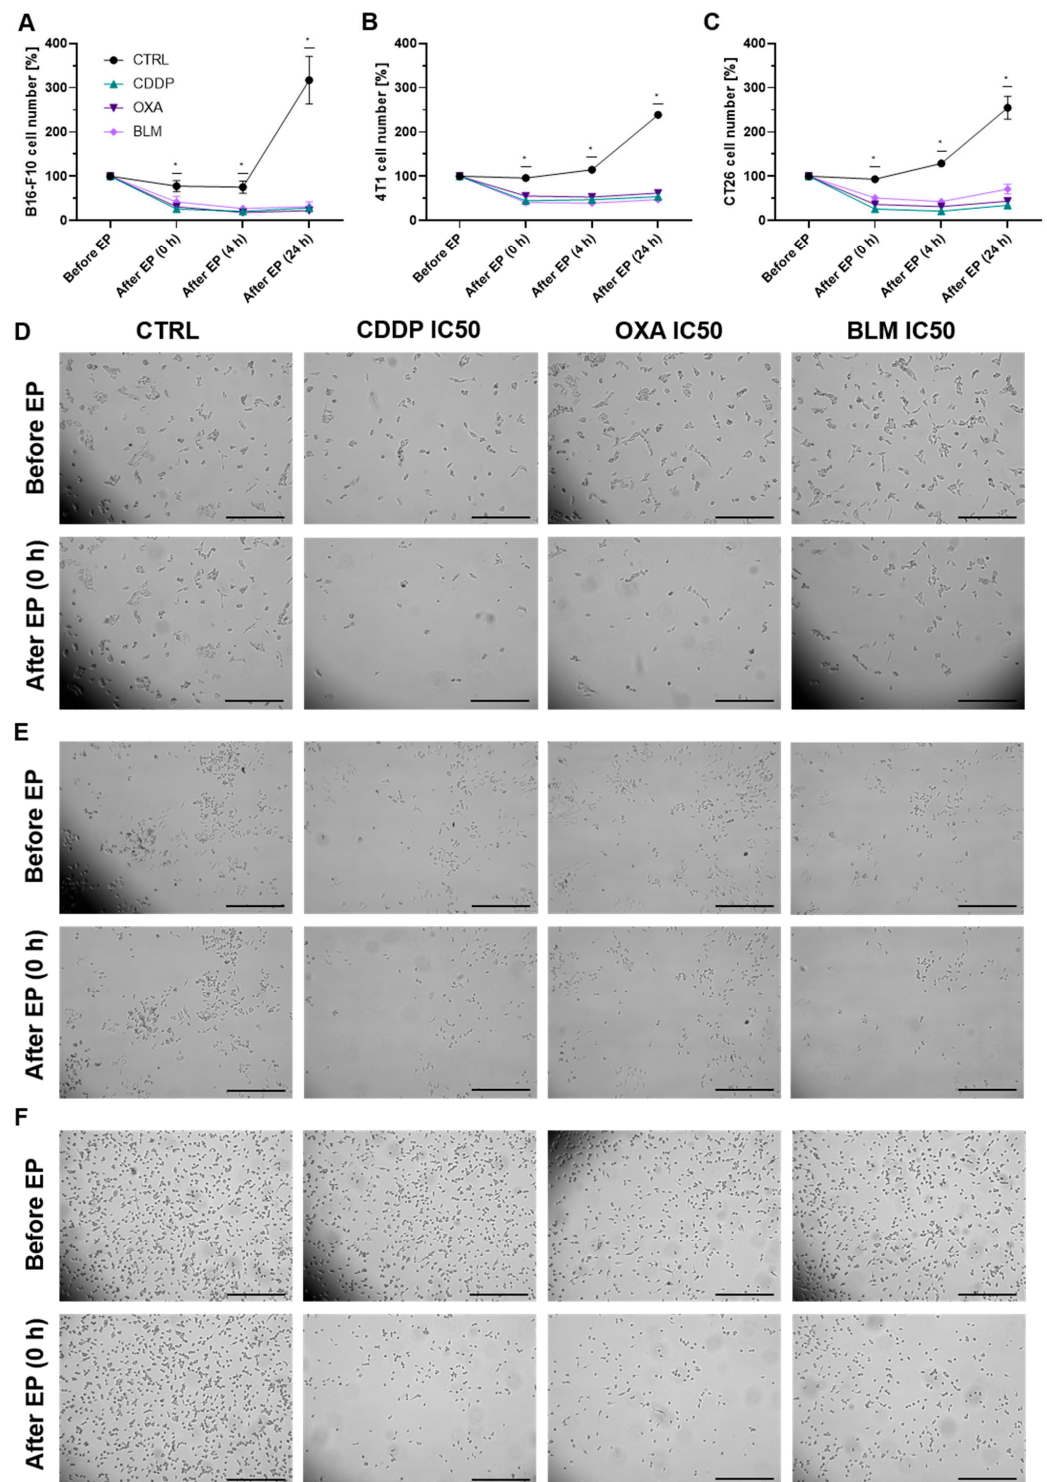 A
B16-F10 cell number [%]
400
300
200
100
0
CTRL
CDDP
OXA
BLM
*
*
*
Before EP
After EP (0 h)
After EP (4 h)
After EP (24 h)
B
4T1 cell number [%]
400
300
200
100
0
*
*
*
Before EP
After EP (0 h)
After EP (4 h)
After EP (24 h)
C
CT26 cell number [%]
400
300
200
100
0
*
*
*
Before EP
After EP (0 h)
After EP (4 h)
After EP (24 h)
D
CTRL
CDDP IC50
OXA IC50
BLM IC50
Before EP
After EP (0 h)
E
Before EP
After EP (0 h)
F
Before EP
After EP (0 h)